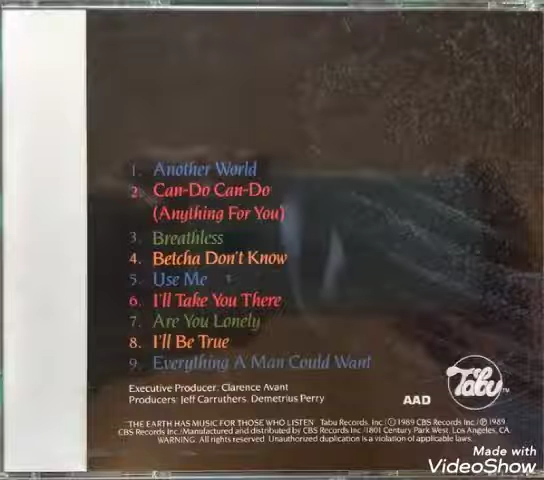 1. Another World
2. Can-Do Can-Do
(Anything For You)
3. Breathless
4. Betcha Don't Know
5. Use Me
6. I'll Take You There
7. Are You Lonely
8. I'll Be True
9. Everything A Man Could Want
Executive Producer: Clarence Avant
Producers: Jeff Carruthers, Demetrius Perry
AAD
Tabu TM
"THE EARTH HAS MUSIC FOR THOSE WHO LISTEN" Tabu Records, Inc./© 1989 CBS Records Inc./℗ 1989
CBS Records Inc./Manufactured and distributed by CBS Records Inc./1801 Century Park West, Los Angeles, CA.
WARNING: All rights reserved. Unauthorized duplication is a violation of applicable laws.
Made with
VideoShow